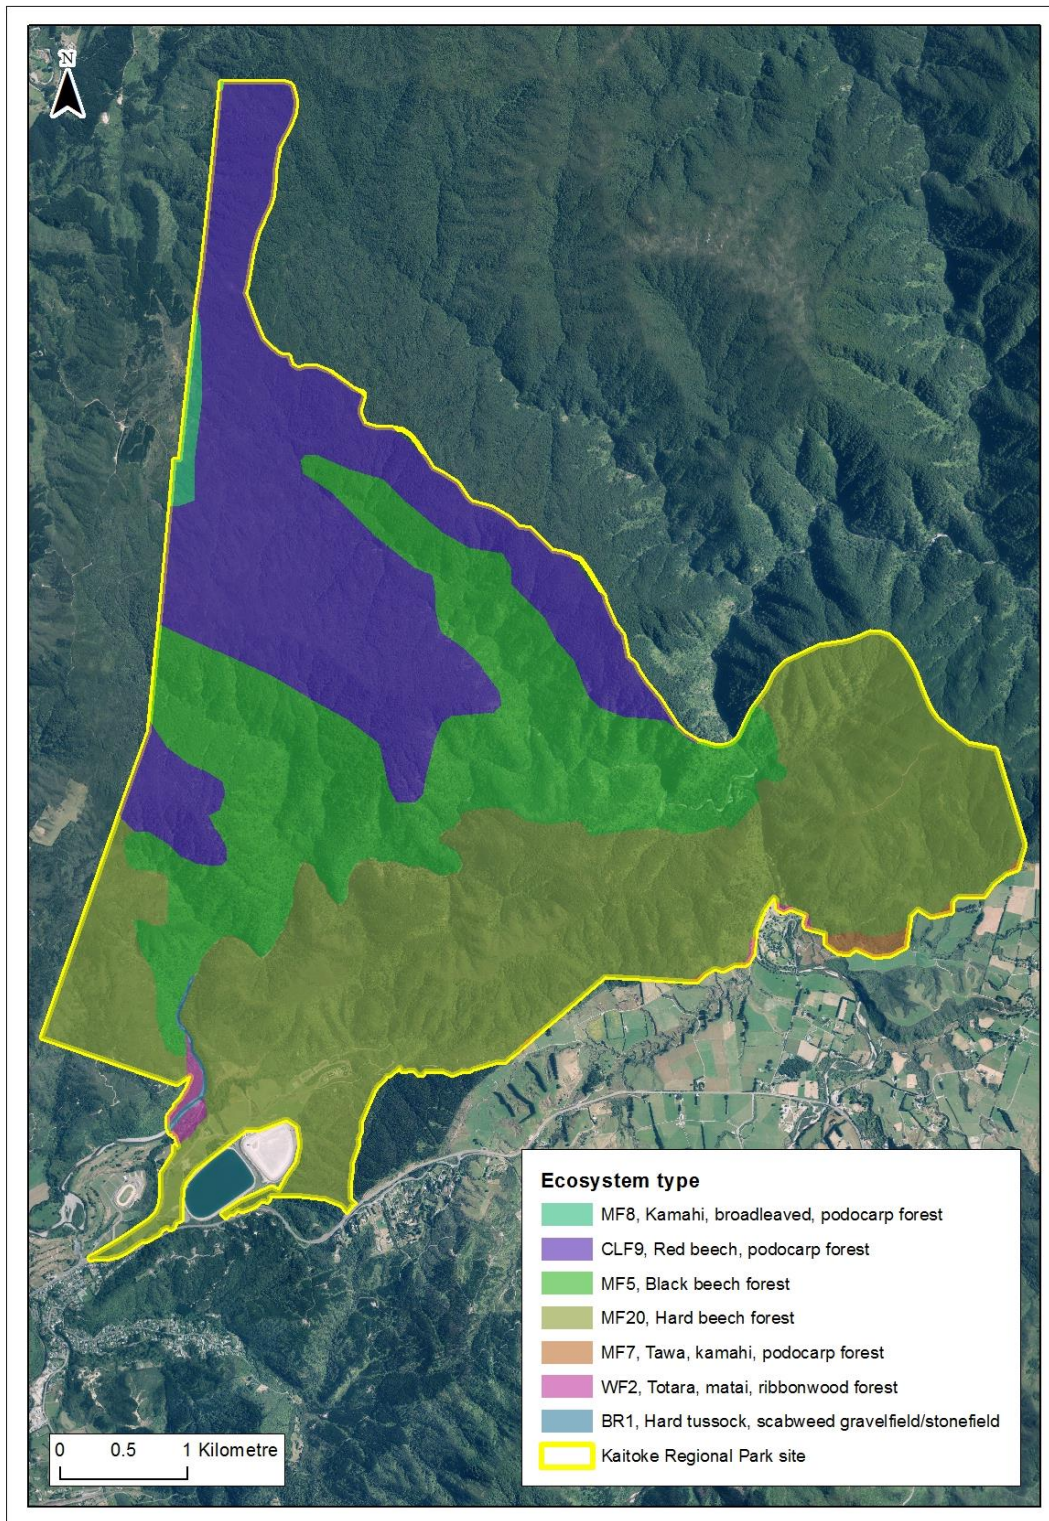 N
Ecosystem type
MF8, Kamahi, broadleaved, podocarp forest
CLF9, Red beech, podocarp forest
MF5, Black beech forest
MF20, Hard beech forest
MF7, Tawa, kamahi, podocarp forest
WF2, Totara, matai, ribbonwood forest
BR1, Hard tussock, scabweed gravelfield/stonefield
Kaitoke Regional Park site
0 0.5 1 Kilometre